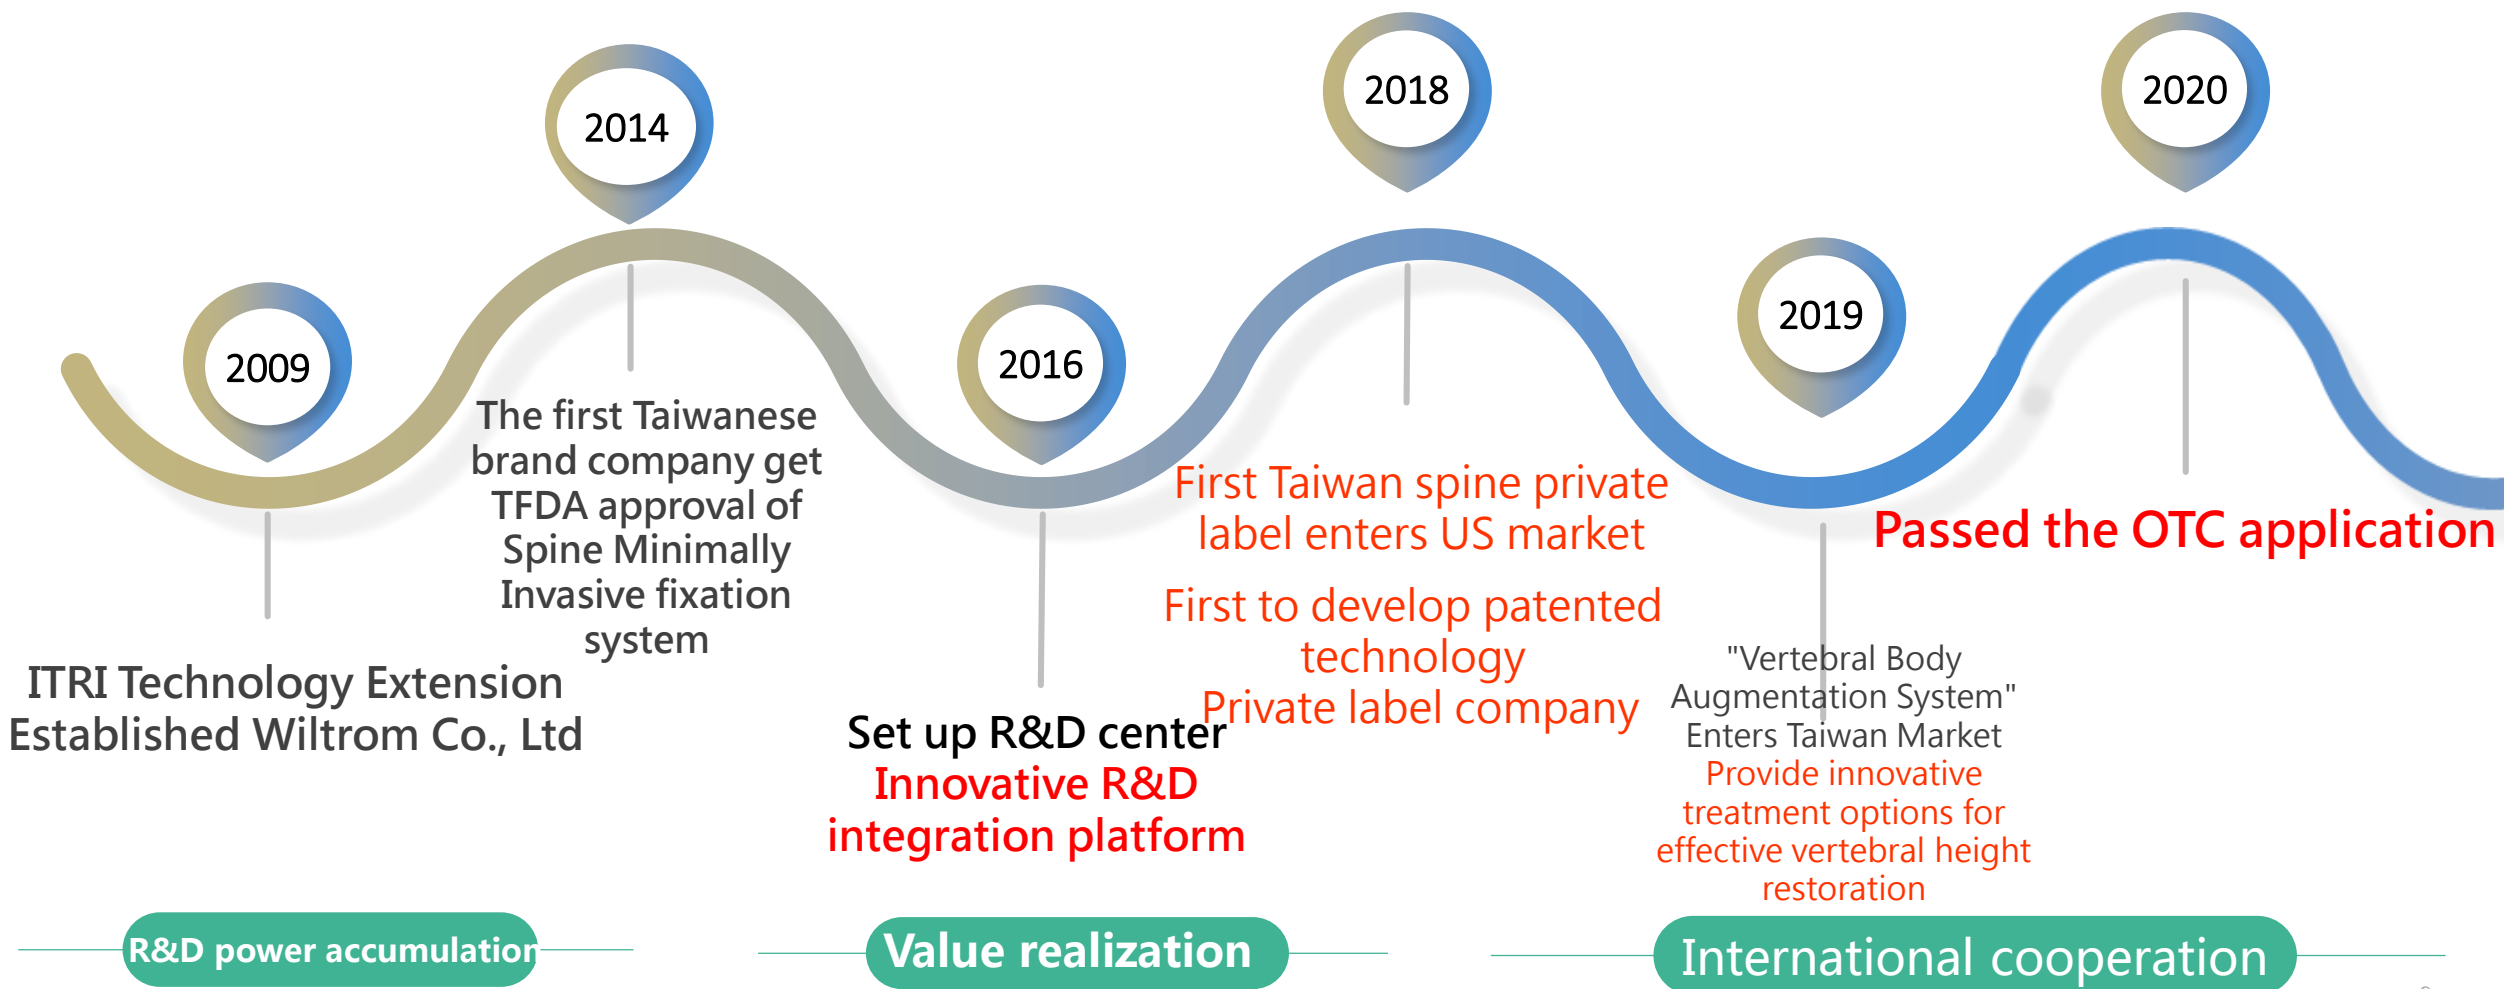 2009
ITRI Technology Extension
Established Wiltrom Co., Ltd
2014
The first Taiwanese
brand company get
TFDA approval of
Spine Minimally
Invasive fixation
system
2016
Set up R&D center
Innovative R&D
integration platform
2018
First Taiwan spine private
label enters US market
First to develop patented
technology
Private label company
2019
"Vertebral Body
Augmentation System"
Enters Taiwan Market
Provide innovative
treatment options for
effective vertebral height
restoration
2020
Passed the OTC application
R&D power accumulation
Value realization
International cooperation